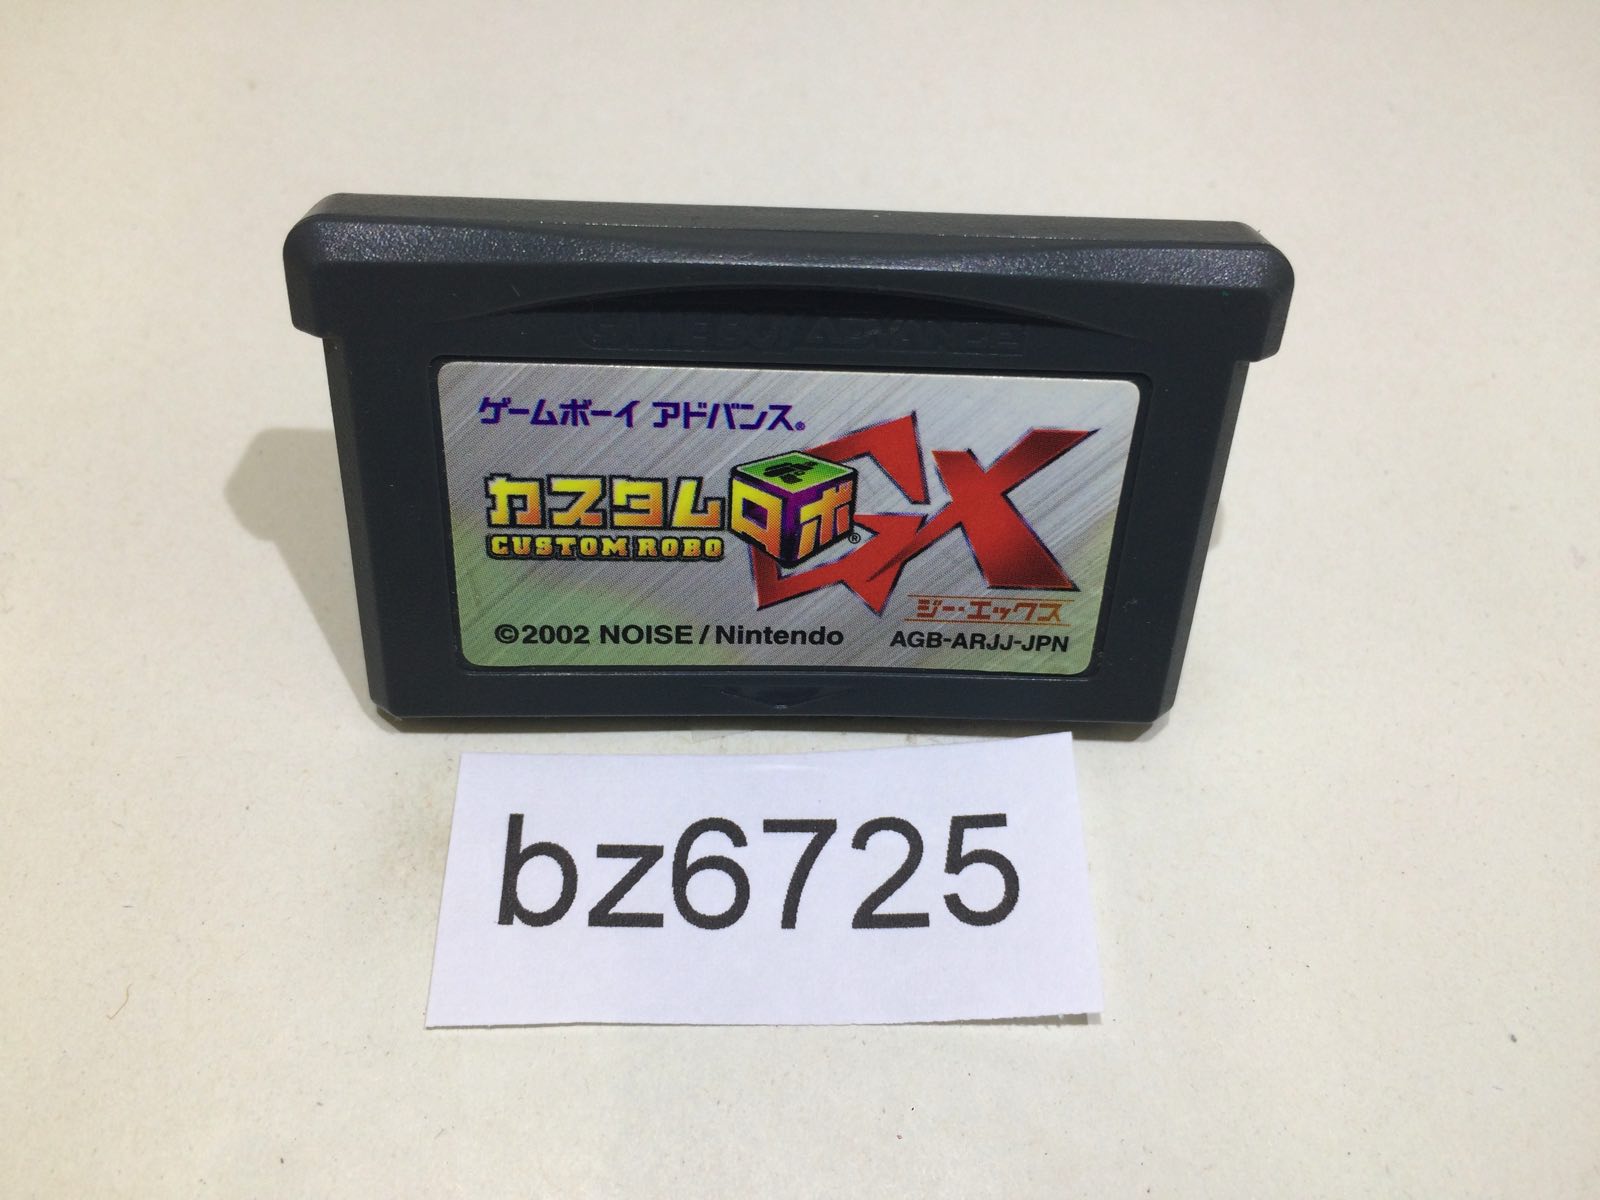 GAME BOY ADVANCE
ゲームボーイ アドバンス®
カスタムロボ® GX
CUSTOM ROBO
ジー・エックス
©2002 NOISE / Nintendo AGB-ARJJ-JPN
bz6725